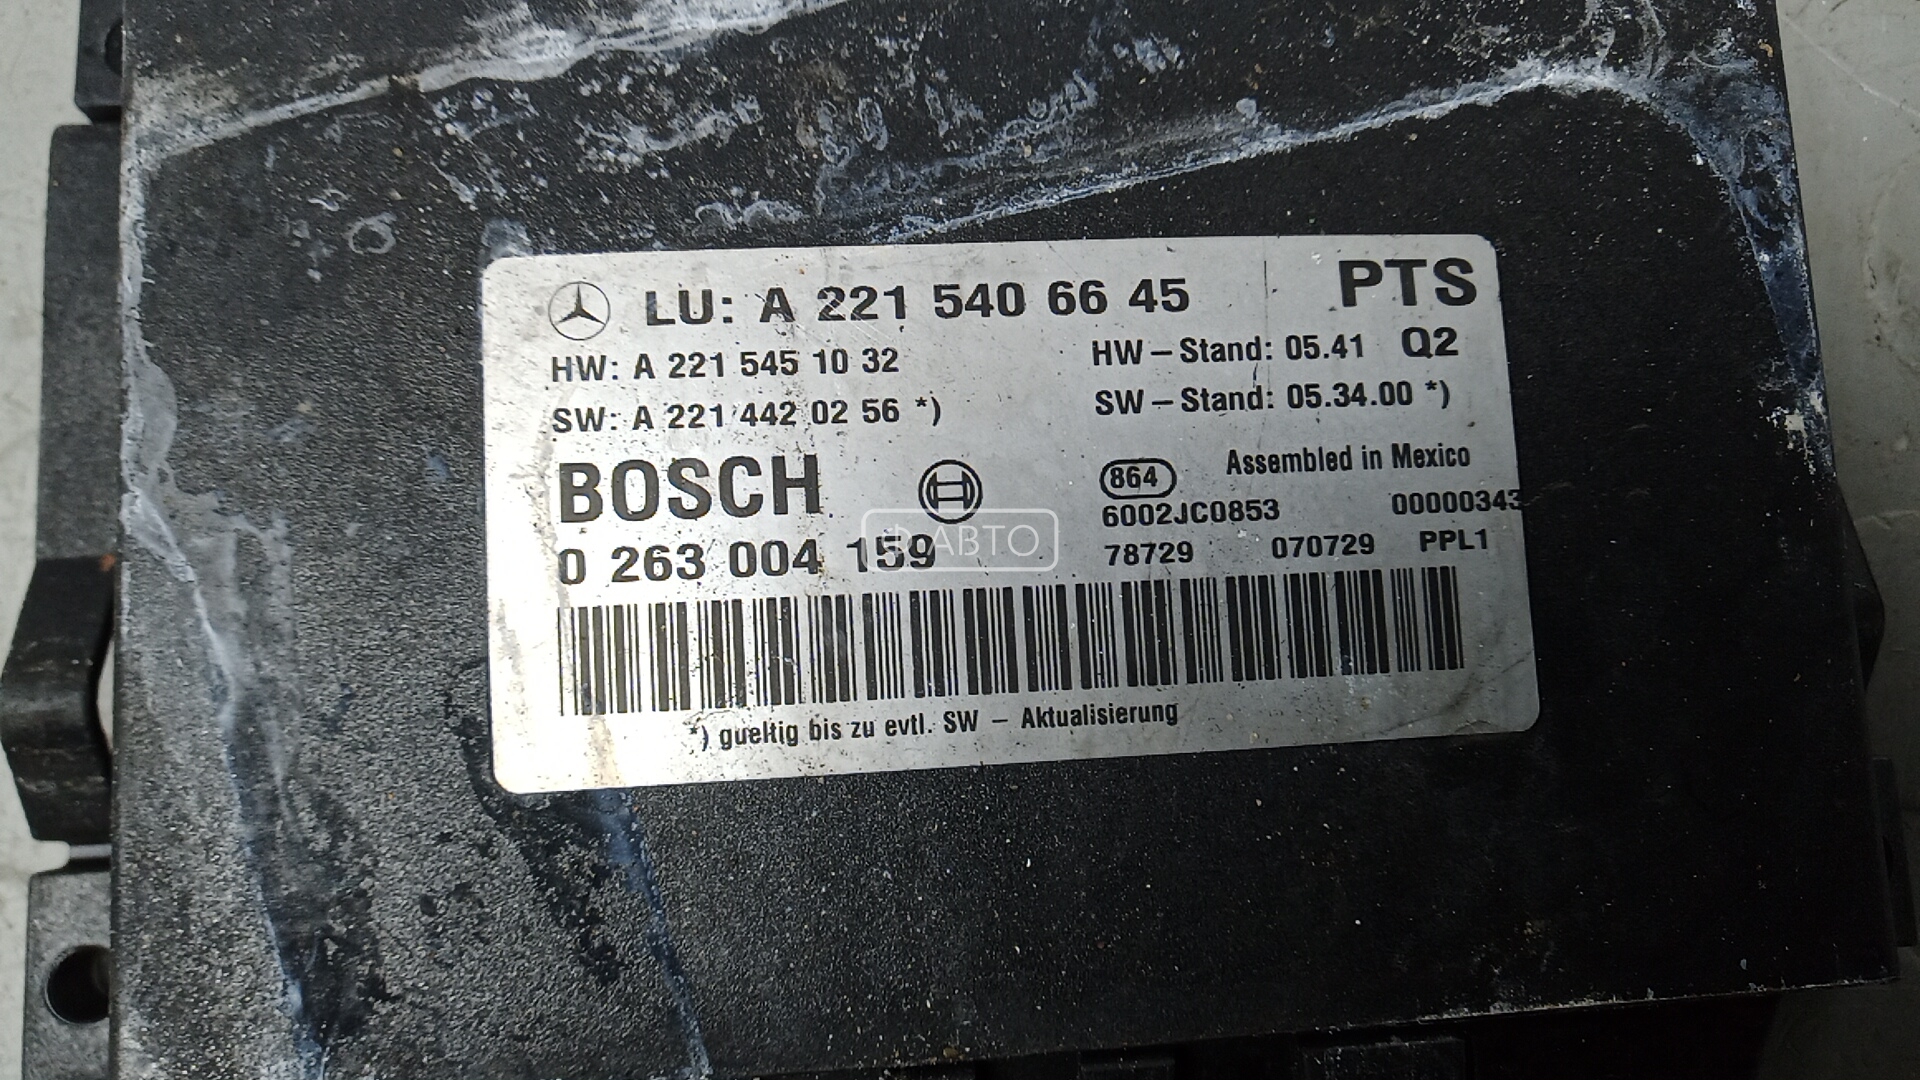 LU: A 221 540 66 45 PTS
HW: A 221 545 10 32 HW – Stand: 05.41 Q2
SW: A 221 442 02 56 *) SW – Stand: 05.34.00 *)
BOSCH 864 Assembled in Mexico
6002JC0853 00000343
0 263 004 159 78729 070729 PPL1
АВТО
*) gueltig bis zu evtl. SW – Aktualisierung